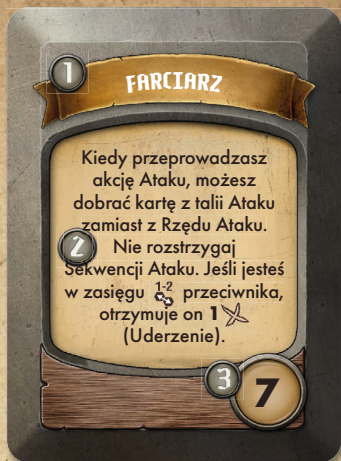 1
FARCIARZ
Kiedy przeprowadzasz
akcję Ataku, możesz
dobrać kartę z talii Ataku
zamiast z Rzędu Ataku.
2
Nie rozstrzygaj
Sekwencji Ataku. Jeśli jesteś
w zasięgu 1-2 przeciwnika,
otrzymuje on 1
(Uderzenie).
3
7